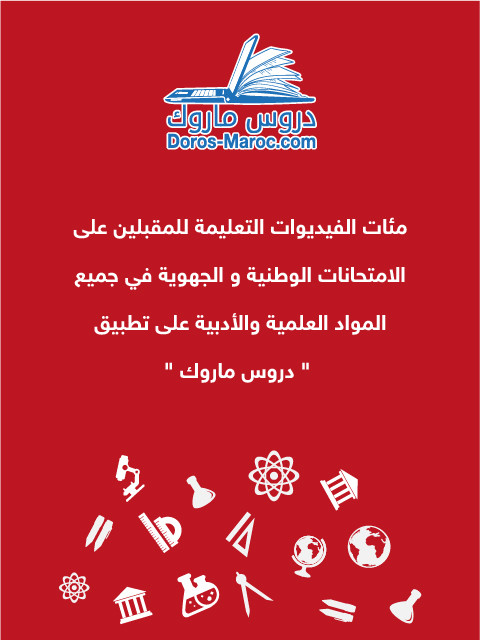 دروس ماروك
Doros-Maroc.com
مئات الفيديوات التعليمة للمقبلين على
الامتحانات الوطنية و الجهوية في جميع
المواد العلمية والأدبية على تطبيق
" دروس ماروك "